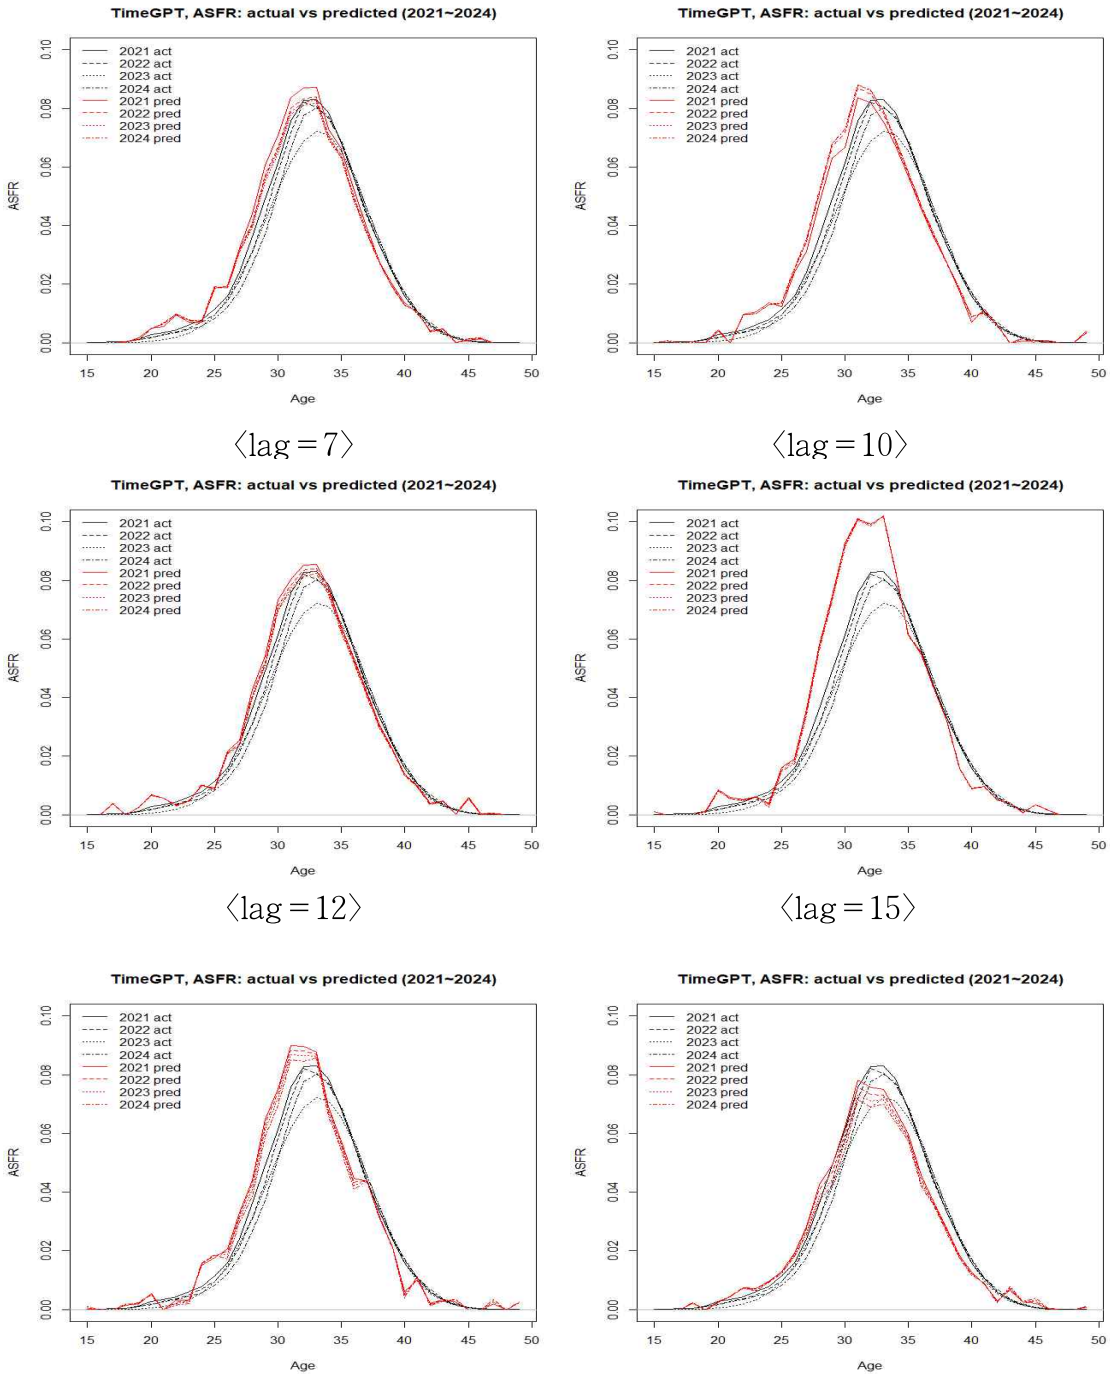 TimeGPT, ASFR: actual vs predicted (2021~2024)
ASFR
0.10
0.08
0.06
0.04
0.02
0.00
2021 act
2022 act
2023 act
2024 act
2021 pred
2022 pred
2023 pred
2024 pred
15 20 25 30 35 40 45 50
Age
〈lag=7〉
TimeGPT, ASFR: actual vs predicted (2021~2024)
ASFR
0.10
0.08
0.06
0.04
0.02
0.00
2021 act
2022 act
2023 act
2024 act
2021 pred
2022 pred
2023 pred
2024 pred
15 20 25 30 35 40 45 50
Age
〈lag=10〉
TimeGPT, ASFR: actual vs predicted (2021~2024)
ASFR
0.10
0.08
0.06
0.04
0.02
0.00
2021 act
2022 act
2023 act
2024 act
2021 pred
2022 pred
2023 pred
2024 pred
15 20 25 30 35 40 45 50
Age
〈lag=12〉
TimeGPT, ASFR: actual vs predicted (2021~2024)
ASFR
0.10
0.08
0.06
0.04
0.02
0.00
2021 act
2022 act
2023 act
2024 act
2021 pred
2022 pred
2023 pred
2024 pred
15 20 25 30 35 40 45 50
Age
〈lag=15〉
TimeGPT, ASFR: actual vs predicted (2021~2024)
ASFR
0.10
0.08
0.06
0.04
0.02
0.00
2021 act
2022 act
2023 act
2024 act
2021 pred
2022 pred
2023 pred
2024 pred
15 20 25 30 35 40 45 50
Age
TimeGPT, ASFR: actual vs predicted (2021~2024)
ASFR
0.10
0.08
0.06
0.04
0.02
0.00
2021 act
2022 act
2023 act
2024 act
2021 pred
2022 pred
2023 pred
2024 pred
15 20 25 30 35 40 45 50
Age